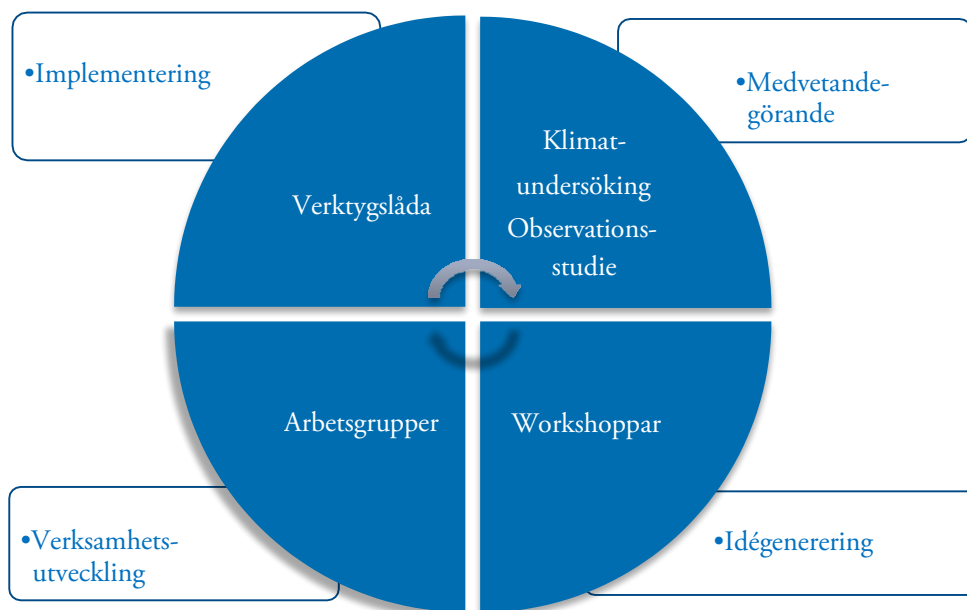 •Implementering
•Medvetande-
görande
Verktygslåda
Klimat-
undersöking
Observations-
studie
Arbetsgrupper
Workshoppar
•Verksamhets-
utveckling
•Idégenerering